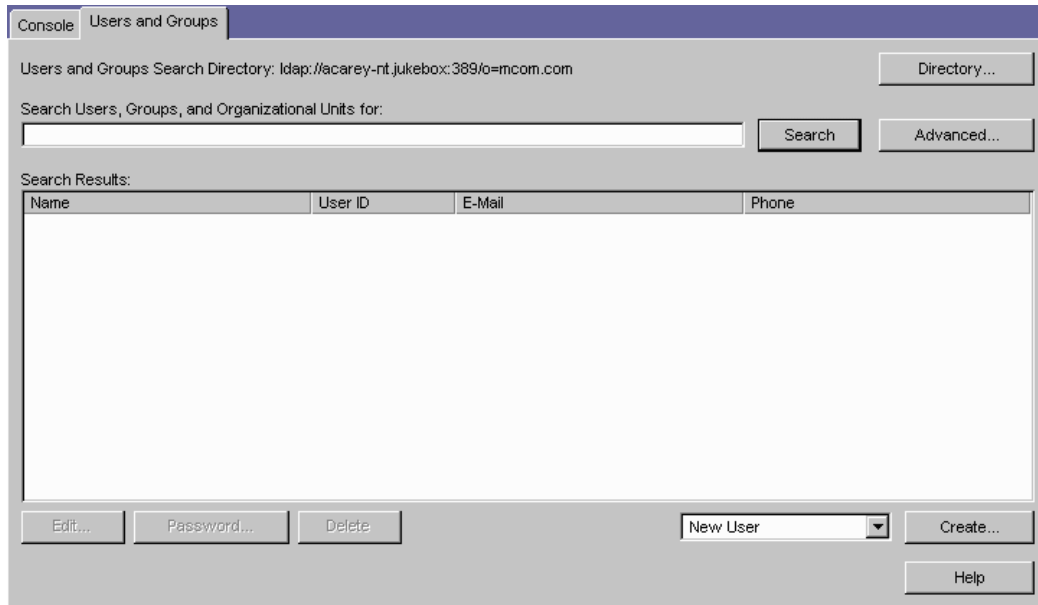 Console Users and Groups
Users and Groups Search Directory: ldap://acarey-nt.jukebox:389/o=mcom.com Directory...
Search Users, Groups, and Organizational Units for:
Search Advanced...
Search Results:
Name User ID E-Mail Phone
Edit... Password... Delete New User Create...
Help